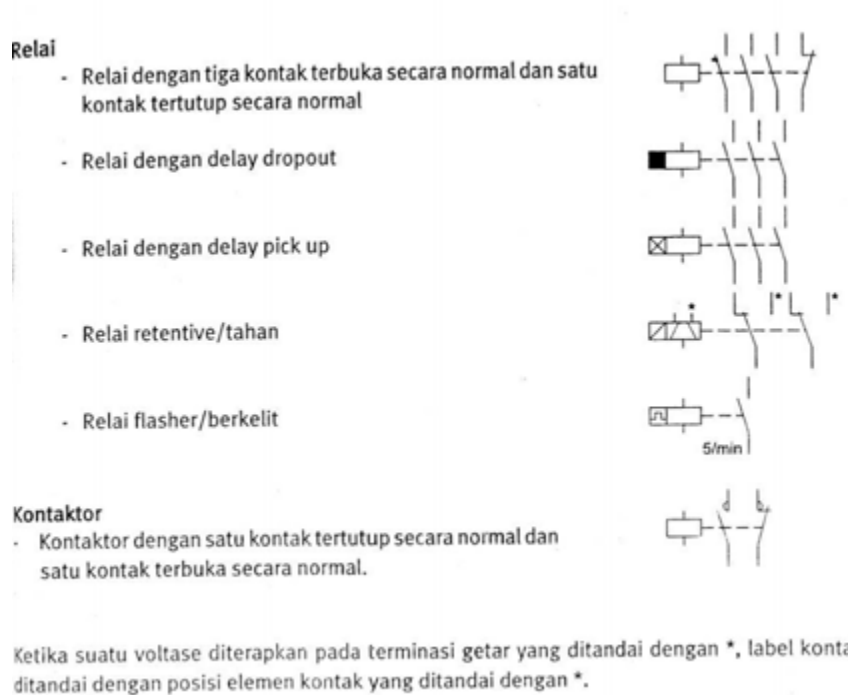 Relai
- Relai dengan tiga kontak terbuka secara normal dan satu
kontak tertutup secara normal
*
- Relai dengan delay dropout
- Relai dengan delay pick up
* *
*
- Relai retentive/tahan
- Relai flasher/berkelit
5/min
Kontaktor
- Kontaktor dengan satu kontak tertutup secara normal dan
satu kontak terbuka secara normal.
Ketika suatu voltase diterapkan pada terminasi getar yang ditandai dengan *, label konta
ditandai dengan posisi elemen kontak yang ditandai dengan *.